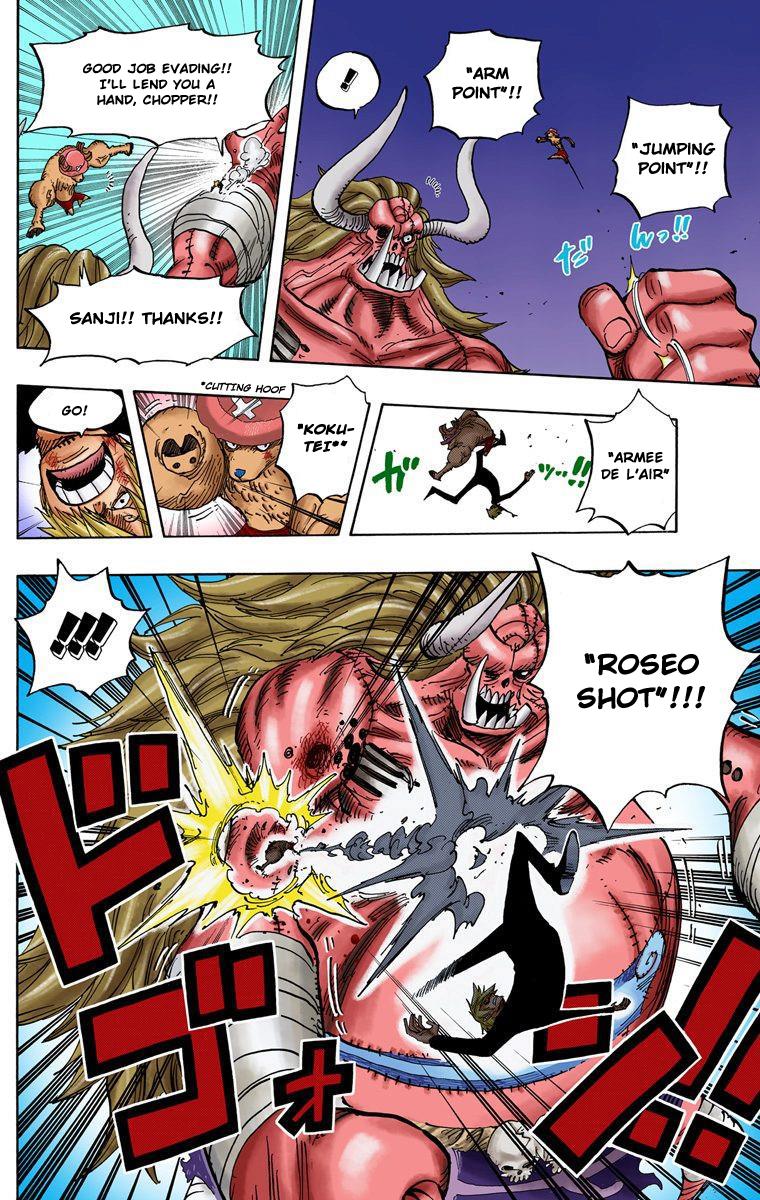 "ARM
POINT"!!
"JUMPING
POINT"!!
!
だんっ!!
GOOD JOB EVADING!!
I'LL LEND YOU A
HAND, CHOPPER!!
SANJI!! THANKS!!
"ARMEE
DE L'AIR"
ガッ…!!
*CUTTING HOOF
"KOKU-
TEI*"
GO!
"ROSEO
SHOT"!!!
!!!
ドゴォン!!